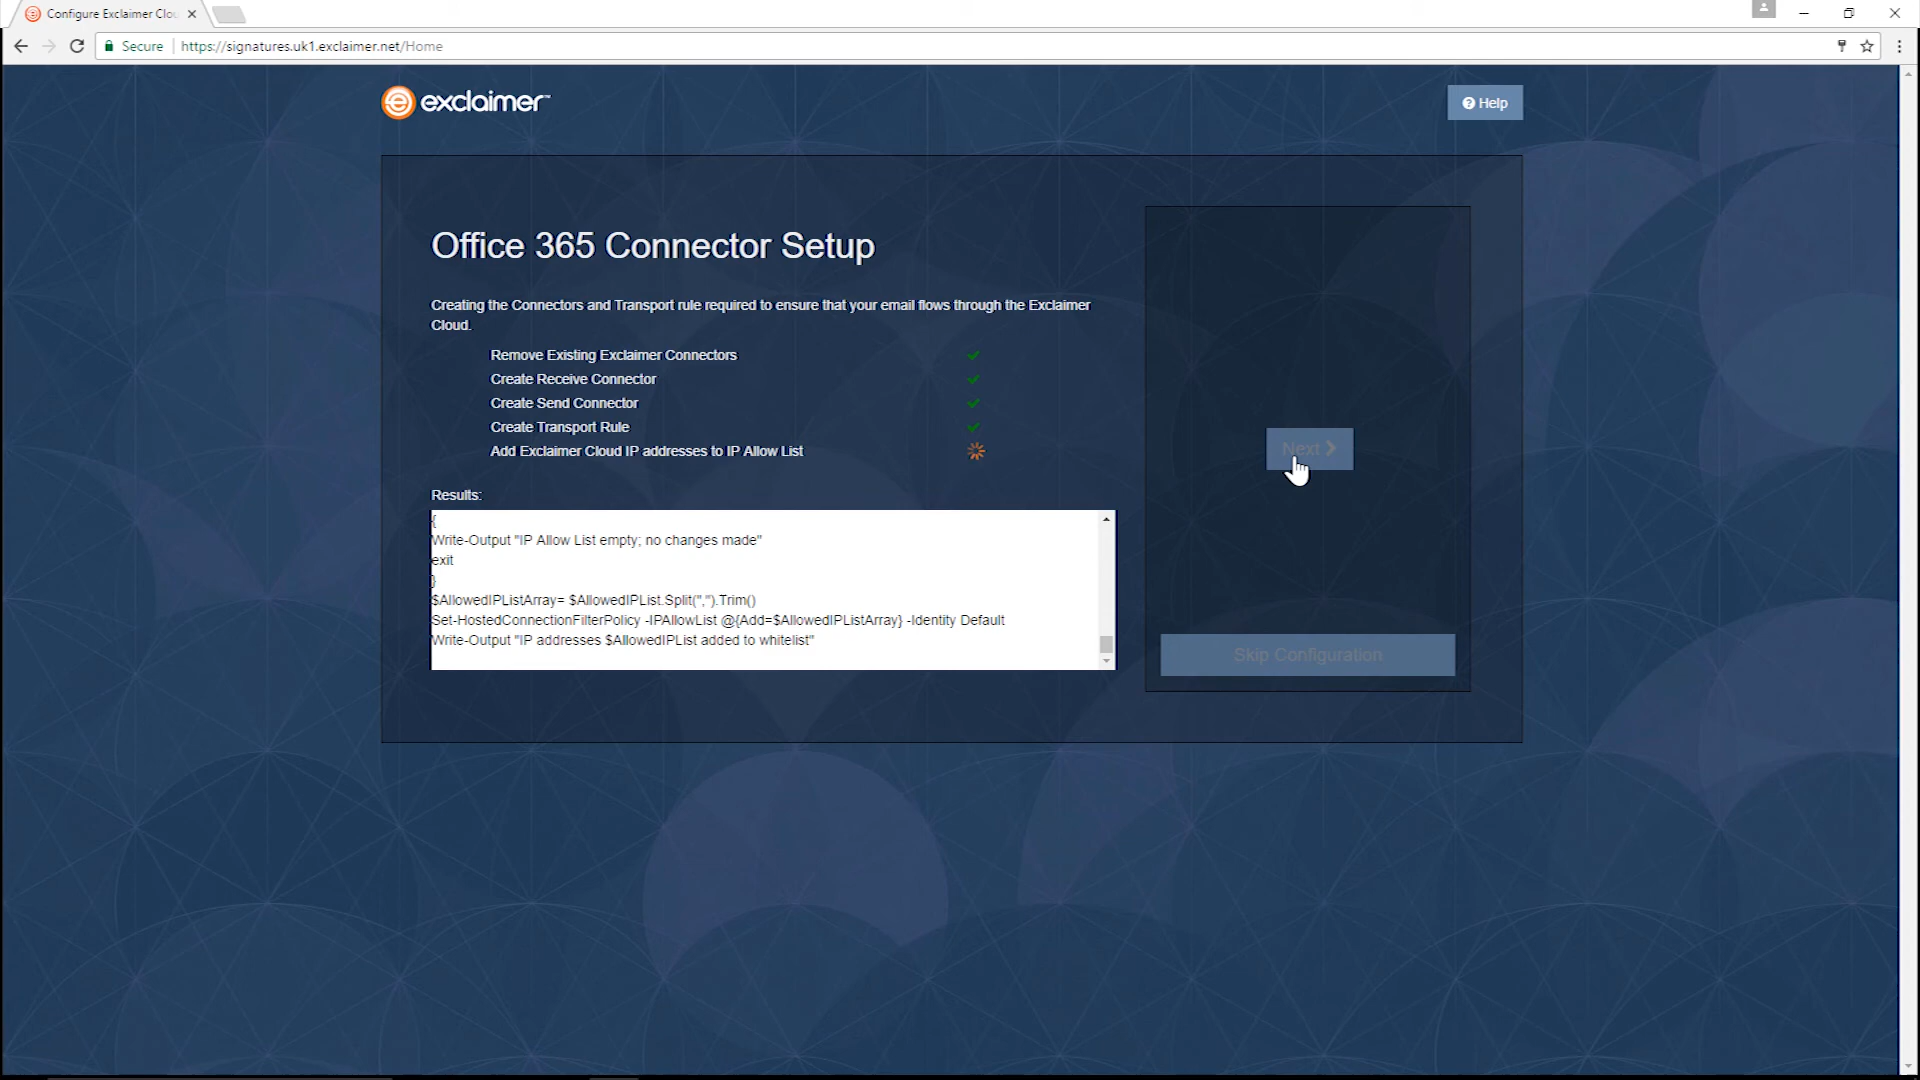 Configure Exclaimer Clou
Secure
https://signatures.uk1.exclaimer.net/Home
exclaimer™
Help
Office 365 Connector Setup
Creating the Connectors and Transport rule required to ensure that your email flows through the Exclaimer
Cloud.
Remove Existing Exclaimer Connectors
Create Receive Connector
Create Send Connector
Create Transport Rule
Add Exclaimer Cloud IP addresses to IP Allow List
Results:
{
Write-Output "IP Allow List empty; no changes made"
exit
}
$AllowedIPListArray= $AllowedIPList.Split(",").Trim()
Set-HostedConnectionFilterPolicy -IPAllowList @{Add=$AllowedIPListArray} -Identity Default
Write-Output "IP addresses $AllowedIPList added to whitelist"
Next
Skip Configuration